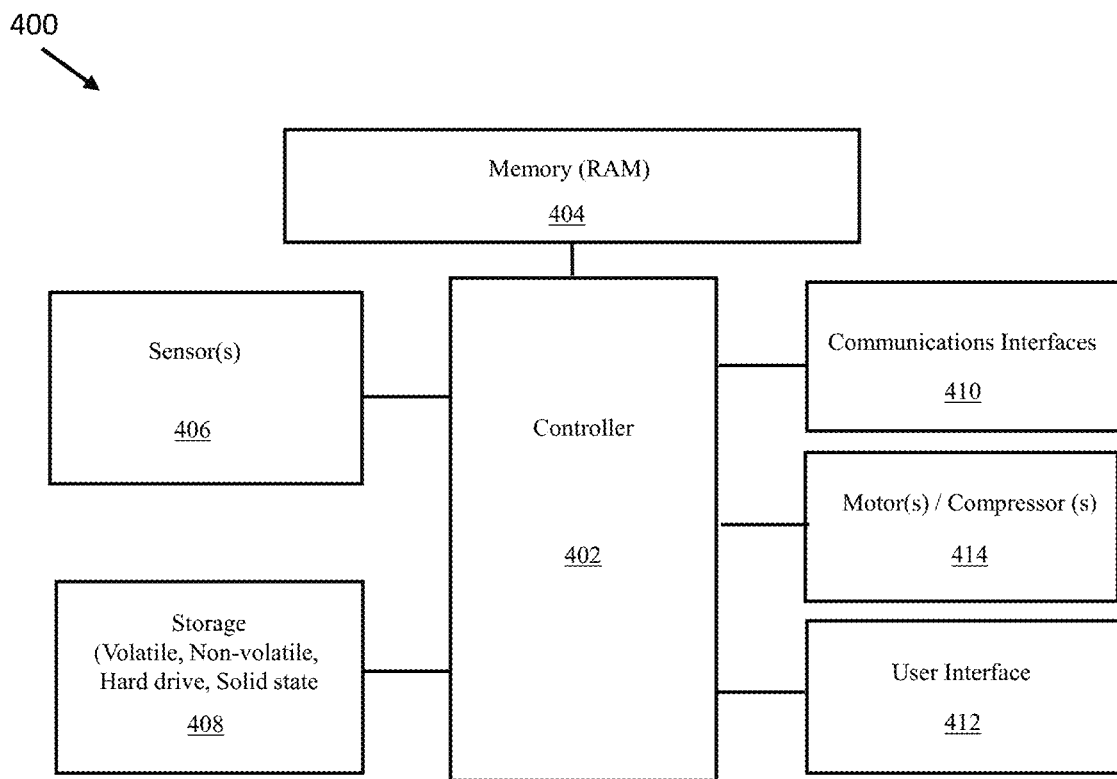 400
Memory (RAM)
404
Sensor(s)
406
Controller
402
Communications Interfaces
410
Motor(s) / Compressor (s)
414
Storage
(Volatile, Non-volatile,
Hard drive, Solid state
408
User Interface
412